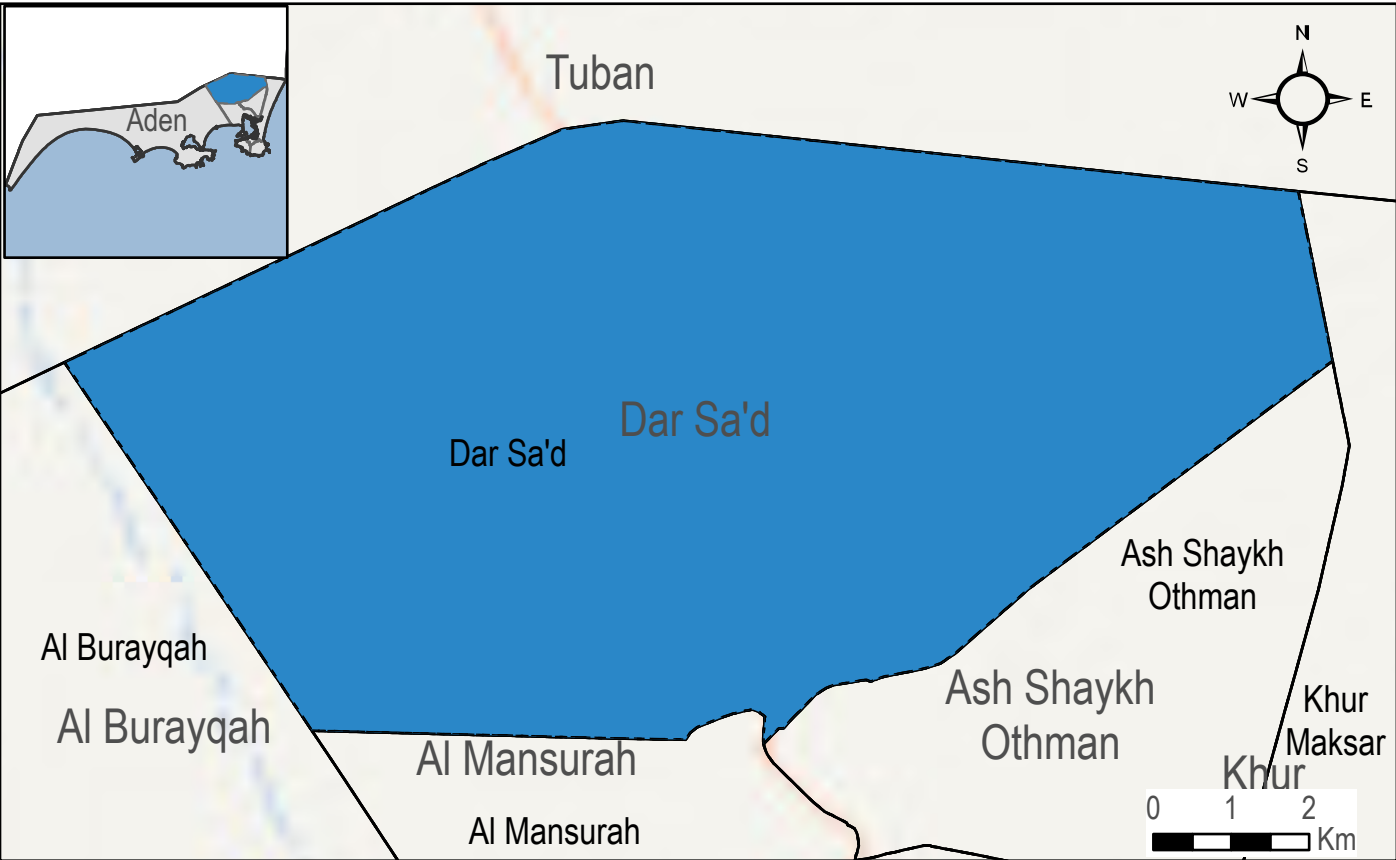 N
Tuban
W
E
Aden
S
Dar Sa'd
Dar Sa'd
Ash Shaykh
Othman
Al Burayqah
Ash Shaykh
Othman
Khur
Maksar
Al Burayqah
Al Mansurah
Khur
Al Mansurah
0 1 2
Km